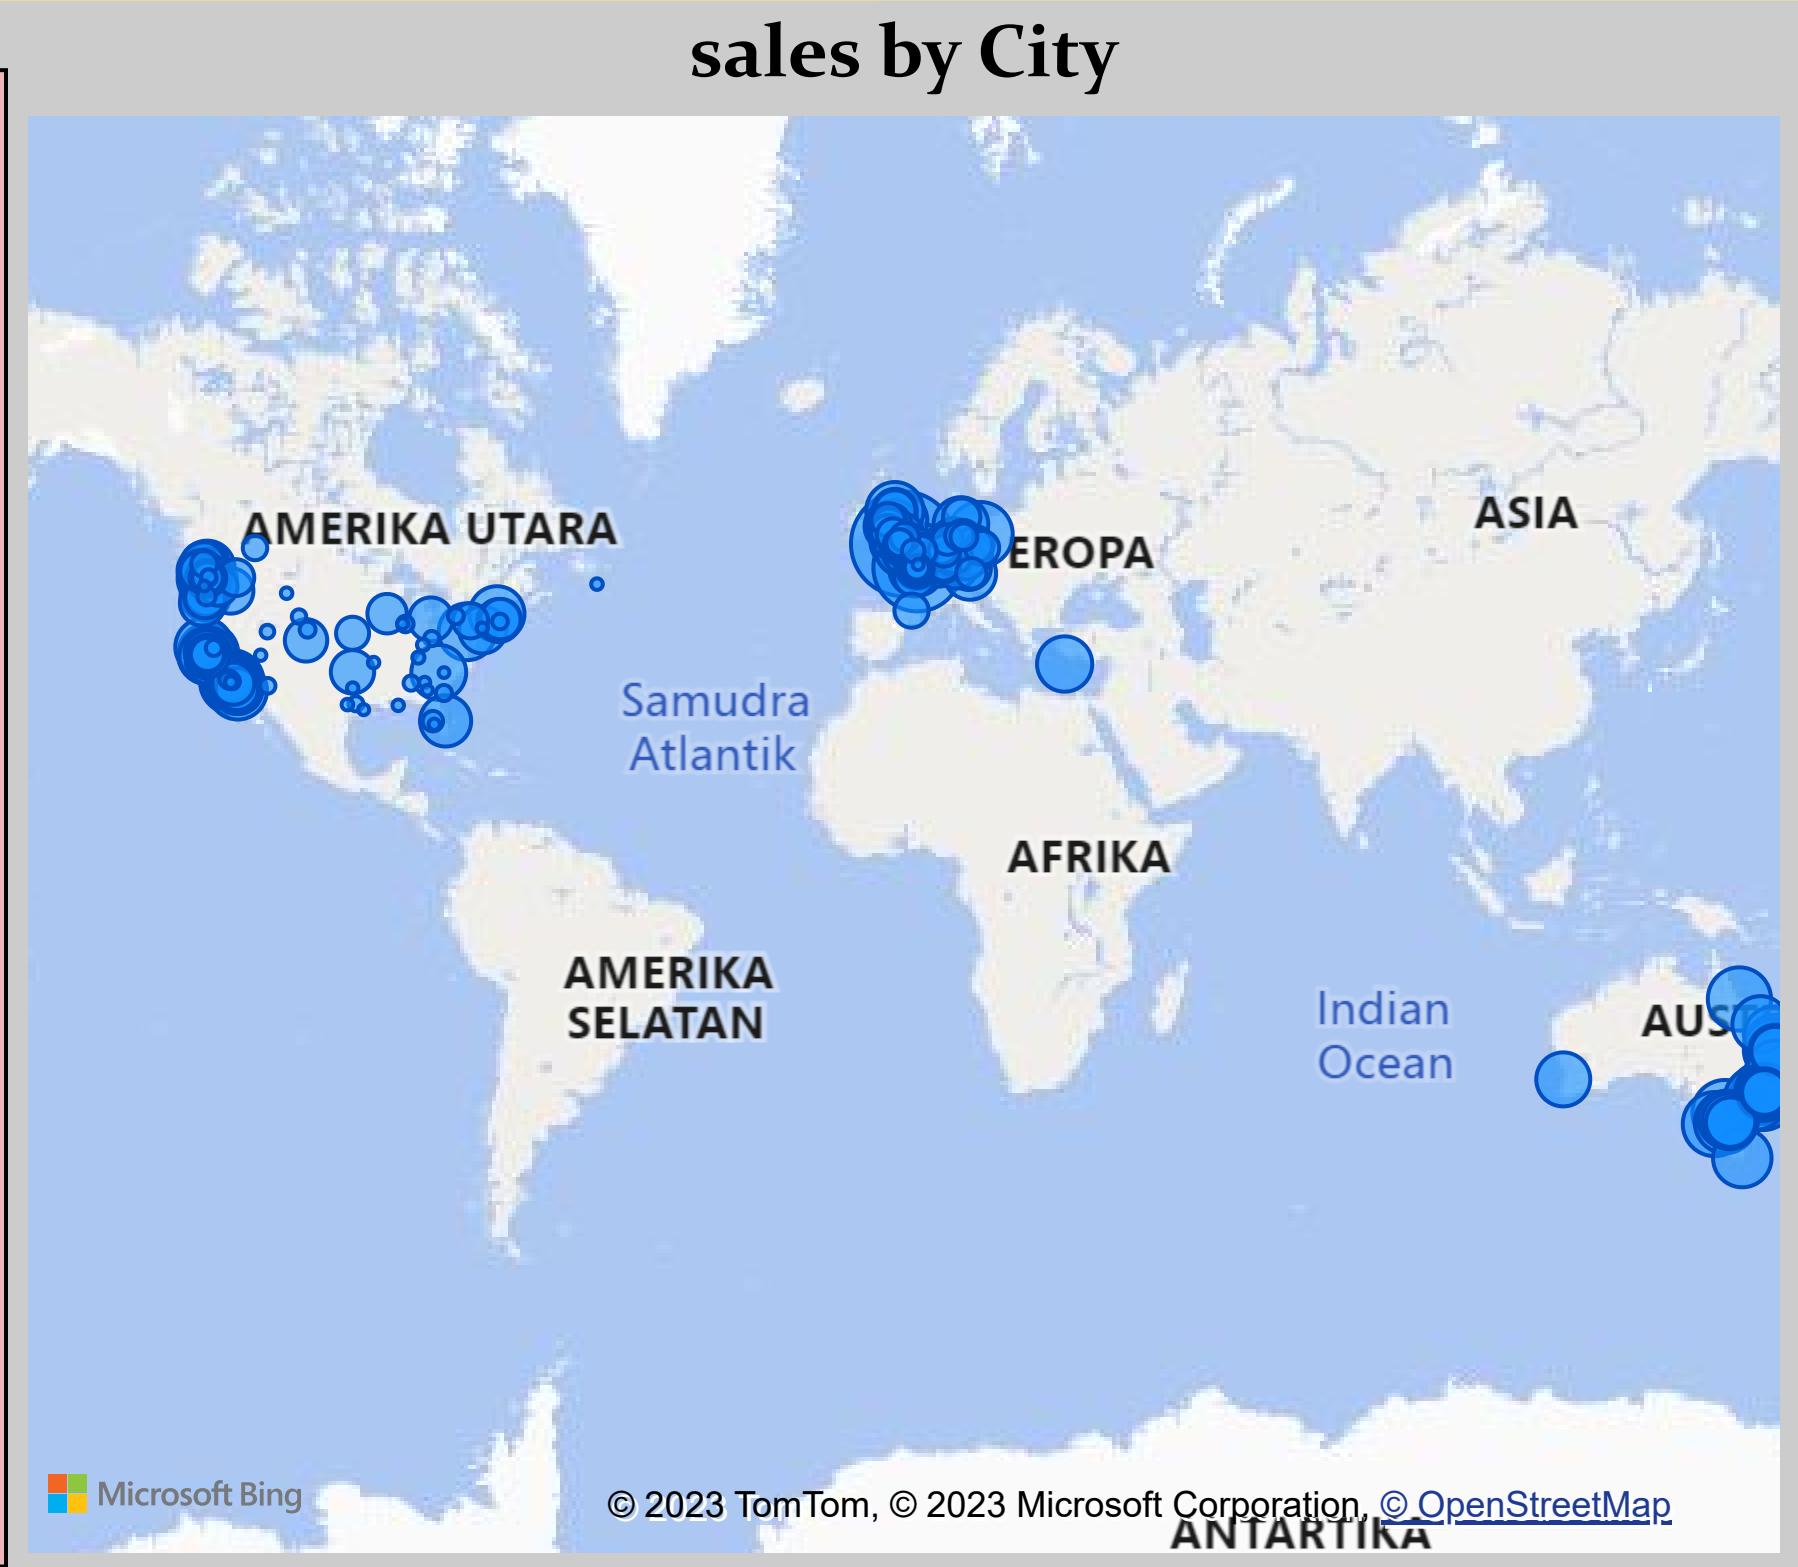 sales by City
AMERIKA UTARA
ASIA
EROPA
Samudra
Atlantik
AFRIKA
AMERIKA
SELATAN
Indian
Ocean
AUST
Microsoft Bing
© 2023 TomTom, © 2023 Microsoft Corporation, © OpenStreetMap
ANTARTIKA